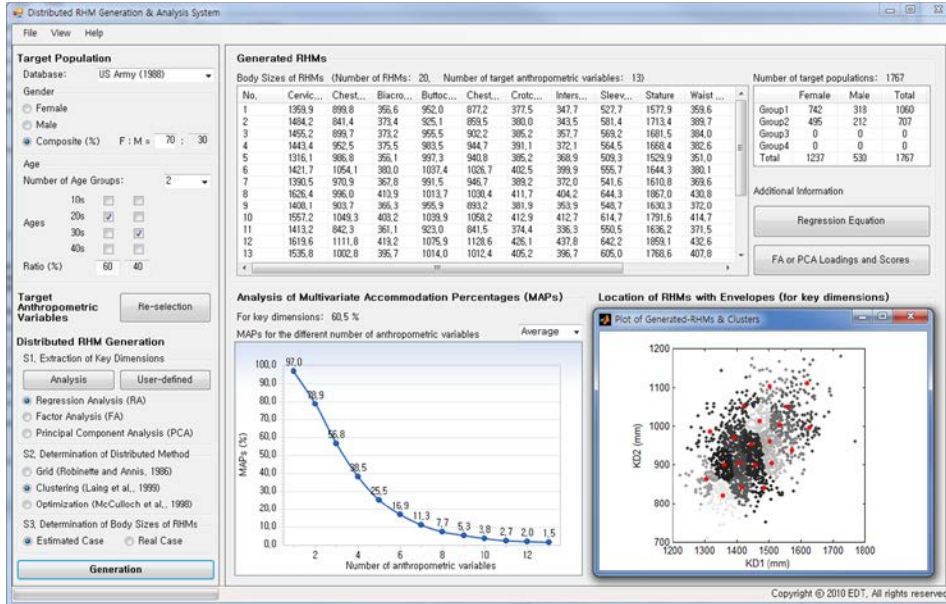 Distributed RHM Generation & Analysis System
File View Help
Target Population
Database: US Army (1988)
Gender
Female
Male
Composite (%) F : M = 70 : 30
Age
Number of Age Groups: 2
10s
20s
Ages
30s
40s
Ratio (%) 60 40
Target Anthropometric Variables
Re-selection
Distributed RHM Generation
S1. Extraction of Key Dimensions
Analysis User-defined
Regression Analysis (RA)
Factor Analysis (FA)
Principal Component Analysis (PCA)
S2. Determination of Distributed Method
Grid (Robinette and Annis, 1986)
Clustering (Laing et al., 1999)
Optimization (McCulloch et al., 1998)
S3. Determination of Body Sizes of RHMs
Estimated Case Real Case
Generation
Generated RHMs
Body Sizes of RHMs (Number of RHMs: 20, Number of target anthropometric variables: 13)
No. Cervic... Chest... Biacro... Buttoc... Chest... Crotc... Inters... Sleev... Stature Waist ...
1 1359,9 899,8 356,6 952,0 877,2 377,5 347,7 527,7 1577,9 359,6
2 1484,2 841,4 373,4 925,1 859,5 380,0 343,5 581,4 1713,4 389,7
3 1455,2 899,7 373,2 955,5 902,2 385,2 357,7 569,2 1681,5 384,0
4 1443,4 952,5 375,5 983,5 944,7 391,1 372,1 564,5 1668,4 382,6
5 1316,1 986,8 356,1 997,3 940,8 385,2 368,9 509,3 1529,9 351,0
6 1421,7 1054,1 380,0 1037,4 1026,7 402,5 399,9 555,7 1644,3 380,1
7 1390,5 970,9 367,8 991,5 946,7 389,2 372,0 541,6 1610,8 369,6
8 1626,4 996,0 410,9 1013,7 1030,4 411,7 404,2 644,3 1867,0 430,8
9 1408,1 903,7 366,3 955,9 893,2 381,9 353,9 548,7 1630,3 372,0
10 1557,2 1049,3 408,2 1039,9 1058,2 412,9 412,7 614,7 1791,6 414,7
11 1413,2 842,3 361,1 923,0 841,5 374,4 336,3 550,5 1636,2 371,5
12 1619,6 1111,8 419,2 1075,9 1128,6 426,1 437,8 642,2 1859,1 432,6
13 1535,8 1002,8 395,7 1014,0 1012,4 405,2 396,7 605,0 1768,6 407,8
Number of target populations: 1767
Female Male Total
Group1 742 318 1060
Group2 495 212 707
Group3 0 0 0
Group4 0 0 0
Total 1237 530 1767
Additional Information
Regression Equation
FA or PCA Loadings and Scores
Analysis of Multivariate Accommodation Percentages (MAPs)
For key dimensions: 60,5 %
MAPs for the different number of anthropometric variables
Average
100,0
90,0
80,0
70,0
60,0
50,0
40,0
30,0
20,0
10,0
0,0
MAPs (%)
97,0
78,9
56,8
38,5
25,5
16,9
11,3
7,7
5,3
3,8
2,7
2,0
1,5
2 4 6 8 10 12
Number of anthropometric variables
Location of RHMs with Envelopes (for key dimensions)
Plot of Generated-RHMs & Clusters
1200
1100
1000
900
800
700
KD2 (mm)
1200 1300 1400 1500 1600 1700 1800
KD1 (mm)
Copyright © 2010 EDT, All rights reserved